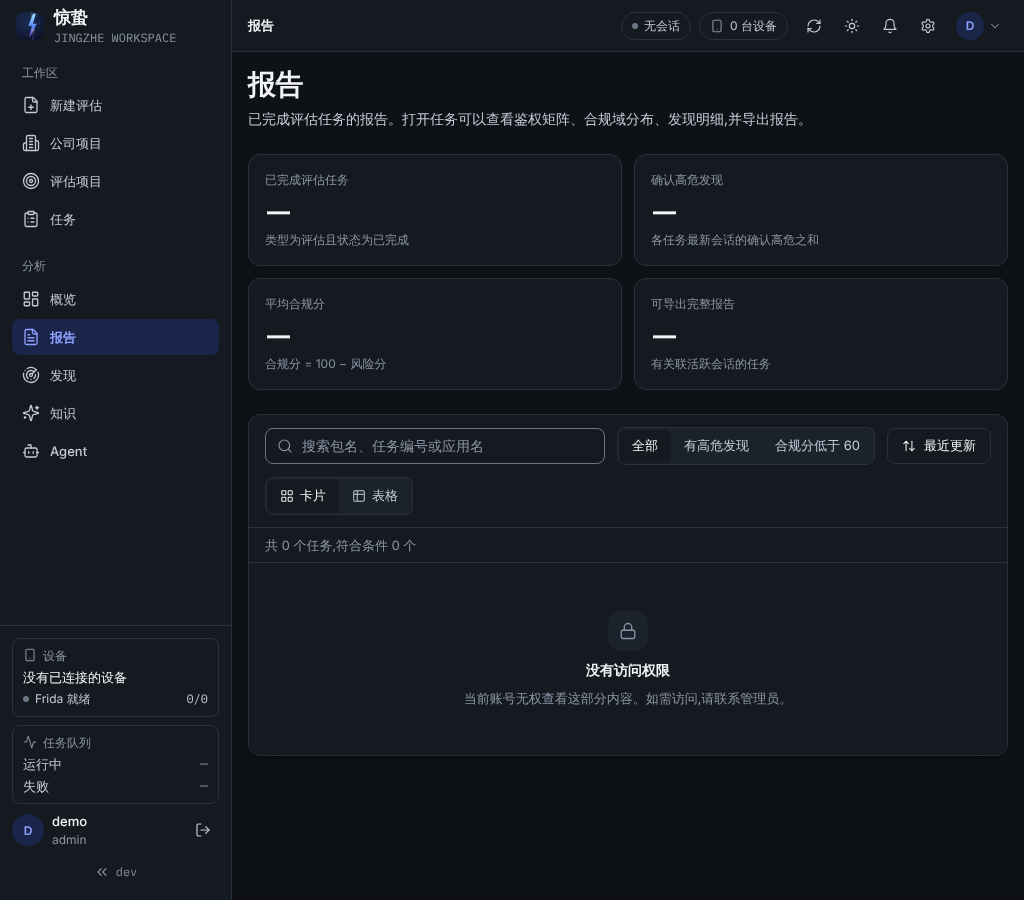 惊蛰
JINGZHE WORKSPACE
工作区
新建评估
公司项目
评估项目
任务
分析
概览
报告
发现
知识
Agent
设备
没有已连接的设备
Frida 就绪 0/0
任务队列
运行中 —
失败 —
D demo
admin
dev
报告 无会话 0 台设备 D
报告
已完成评估任务的报告。打开任务可以查看鉴权矩阵、合规域分布、发现明细,并导出报告。
已完成评估任务
—
类型为评估且状态为已完成
确认高危发现
—
各任务最新会话的确认高危之和
平均合规分
—
合规分 = 100 − 风险分
可导出完整报告
—
有关联活跃会话的任务
搜索包名、任务编号或应用名 全部 有高危发现 合规分低于 60 最近更新
卡片 表格
共 0 个任务,符合条件 0 个
没有访问权限
当前账号无权查看这部分内容。如需访问,请联系管理员。